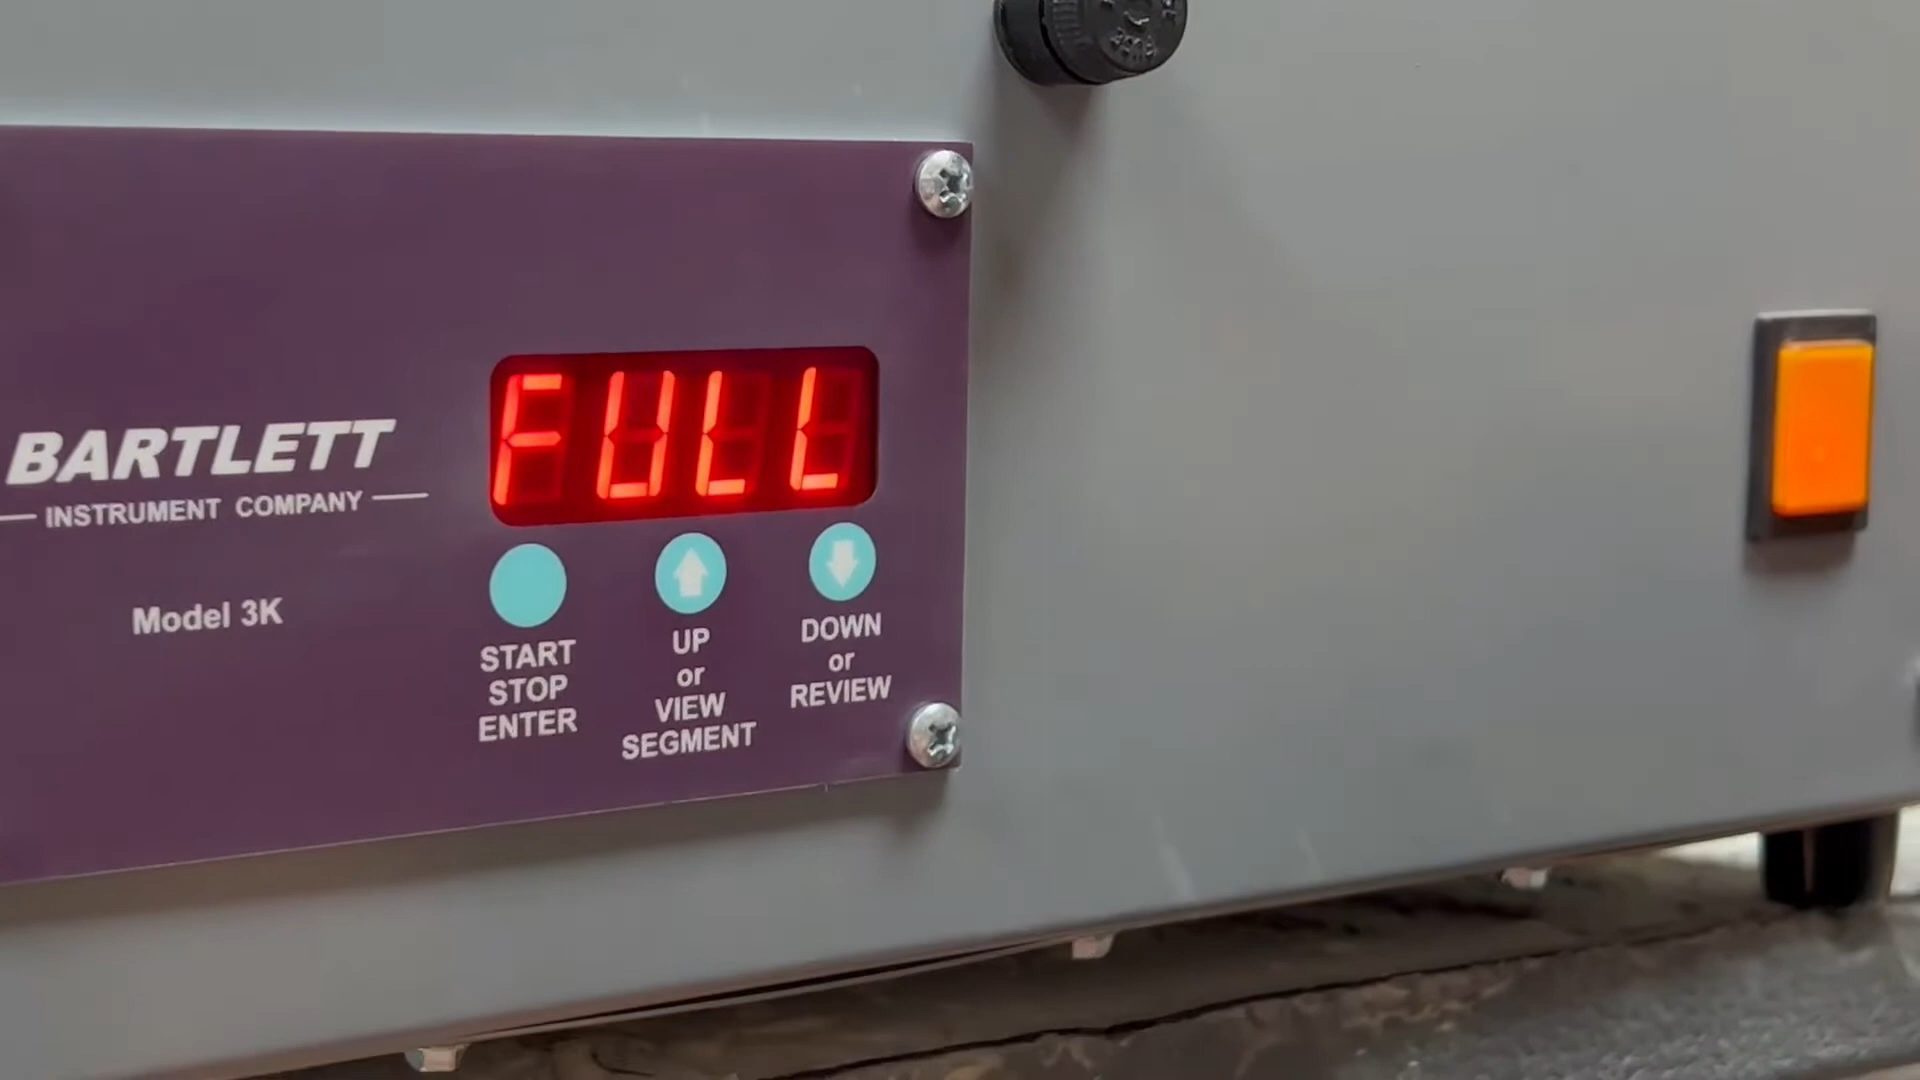 FULL
BARTLETT
INSTRUMENT COMPANY
Model 3K
START
STOP
ENTER
UP
or
VIEW
SEGMENT
DOWN
or
REVIEW